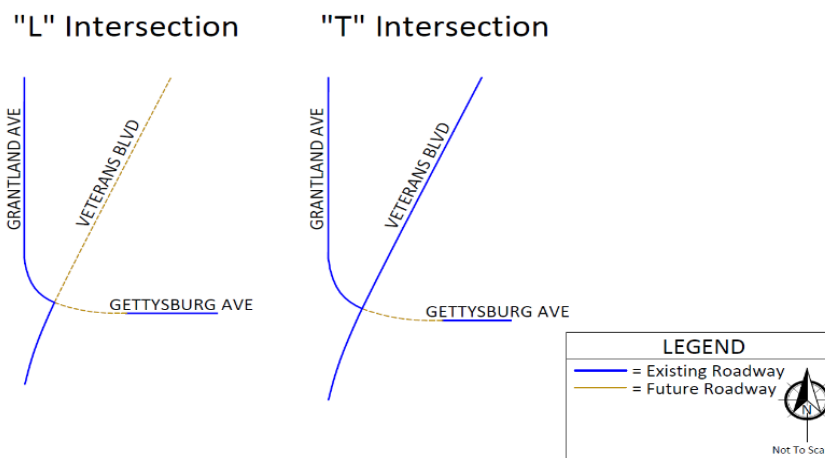 "L" Intersection
"T" Intersection
GRANTLAND AVE
VETERANS BLVD
GETTYSBURG AVE
GRANTLAND AVE
VETERANS BLVD
GETTYSBURG AVE
LEGEND
= Existing Roadway
= Future Roadway
N
Not To Sca